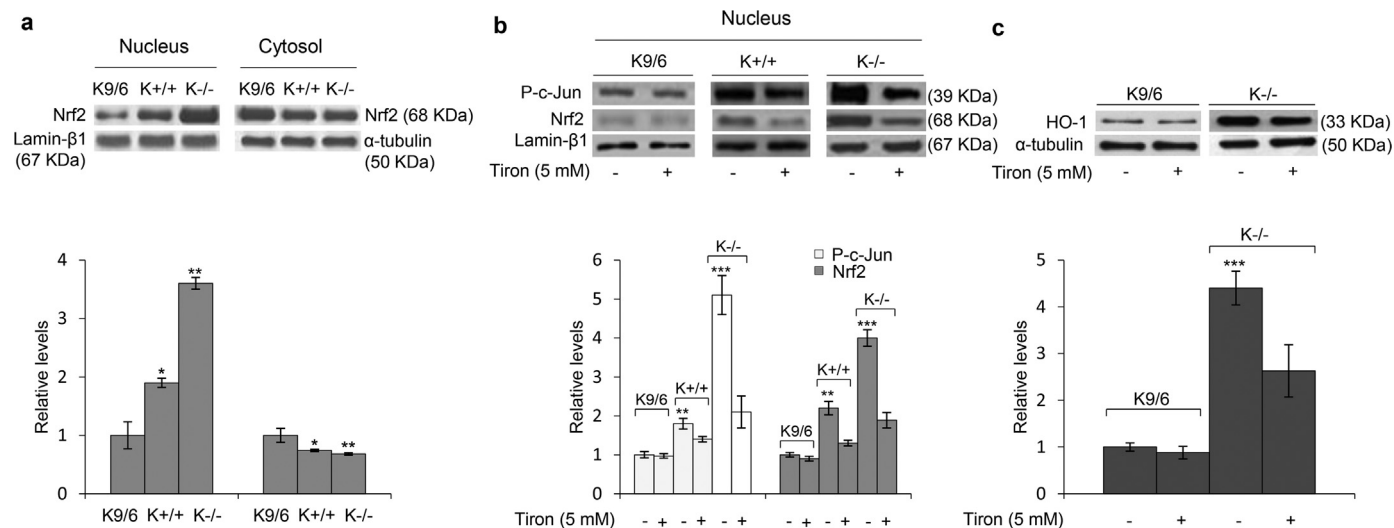 a
Nucleus Cytosol
K9/6 K+/+ K-/- K9/6 K+/+ K-/-
Nrf2 Nrf2 (68 KDa)
Lamin-β1 α-tubulin
(67 KDa) (50 KDa)
Relative levels
4
3
2
1
0
* ** * **
K9/6 K+/+ K-/- K9/6 K+/+ K-/-
b
Nucleus
K9/6 K+/+ K-/-
P-c-Jun (39 KDa)
Nrf2 (68 KDa)
Lamin-β1 (67 KDa)
Tiron (5 mM) - + - + - +
Relative levels
6
5
4
3
2
1
0
P-c-Jun
Nrf2
K9/6 K+/+ K-/- K9/6 K+/+ K-/-
** *** ** ***
Tiron (5 mM) - + - + - + - + - + - +
c
K9/6 K-/-
HO-1 (33 KDa)
α-tubulin (50 KDa)
Tiron (5 mM) - + - +
Relative levels
5
4
3
2
1
0
K9/6 K-/-
***
Tiron (5 mM) - + - +